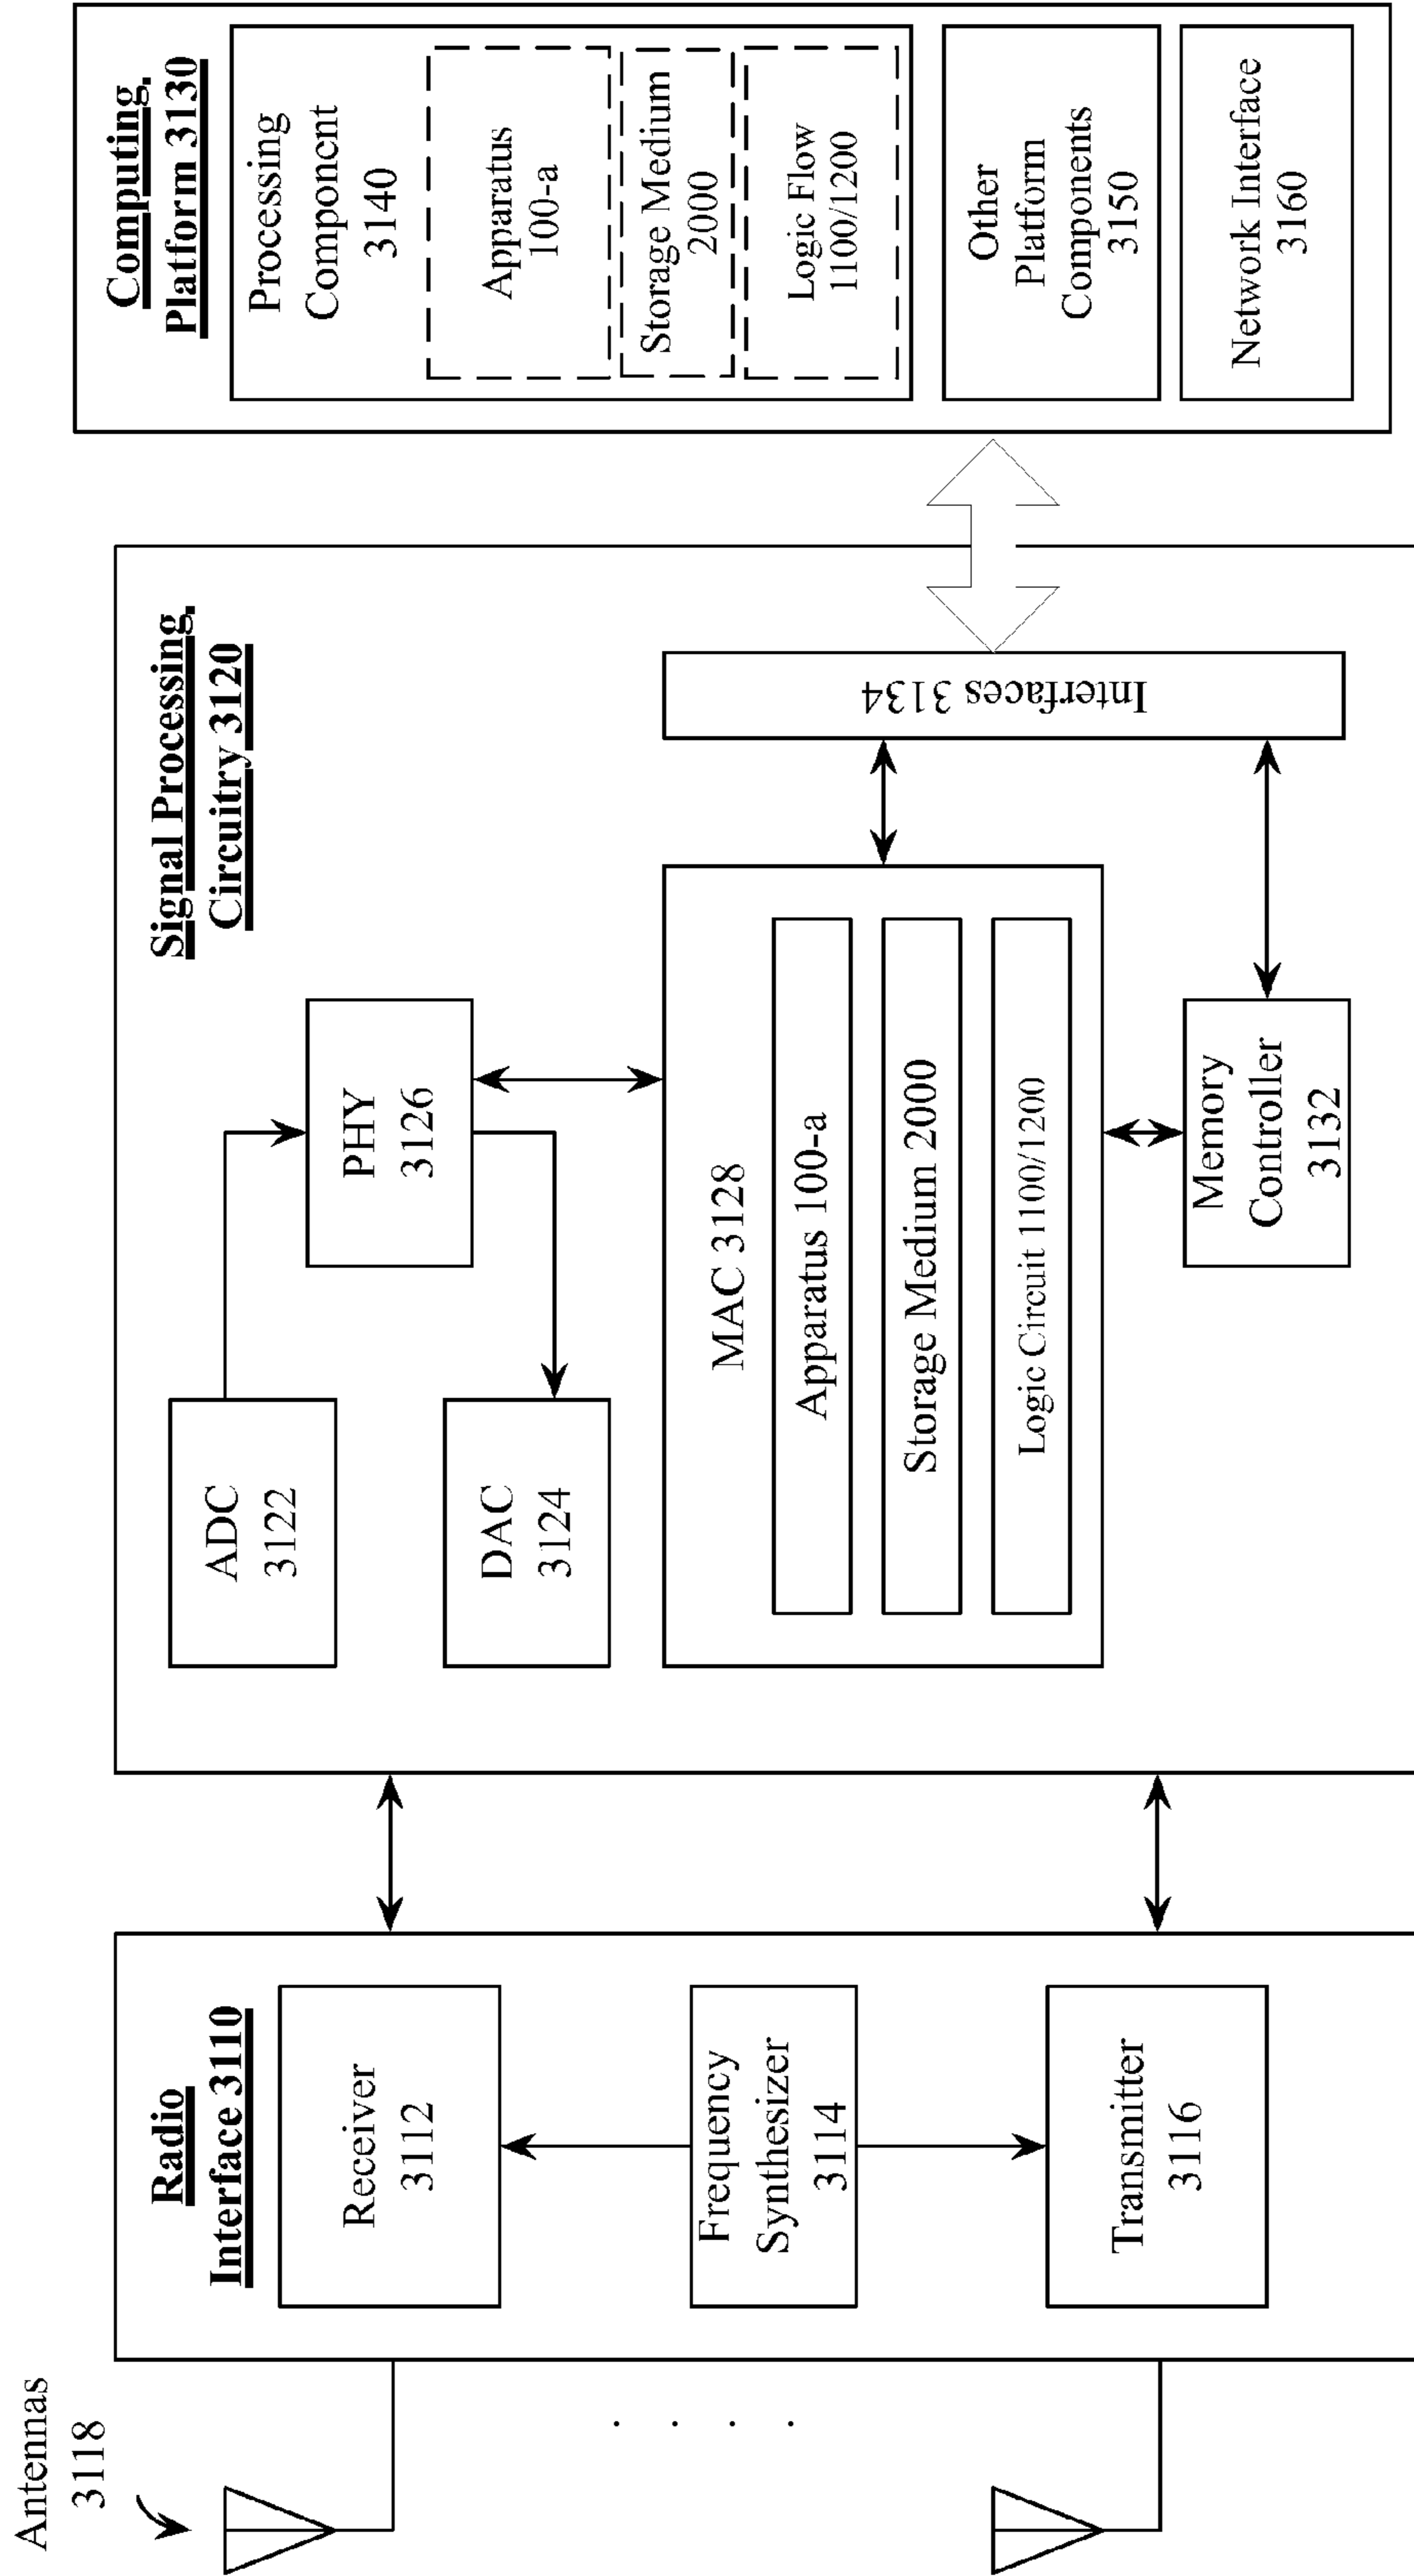 Antennas
3118
Radio
Interface 3110
Receiver
3112
Frequency
Synthesizer
3114
Transmitter
3116
Signal Processing
Circuitry 3120
ADC
3122
DAC
3124
PHY
3126
MAC 3128
Apparatus 100-a
Storage Medium 2000
Logic Circuit 1100/1200
Memory
Controller
3132
Interfaces 3134
Computing
Platform 3130
Processing
Component
3140
Apparatus
100-a
Storage Medium
2000
Logic Flow
1100/1200
Other
Platform
Components
3150
Network Interface
3160